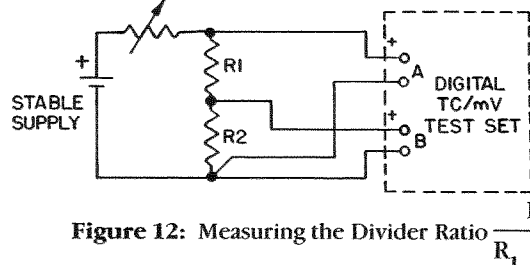 +
R1
+
A
DIGITAL
TC/mV
TEST SET
STABLE
SUPPLY
R2
+
B
Figure 12: Measuring the Divider Ratio
R₁